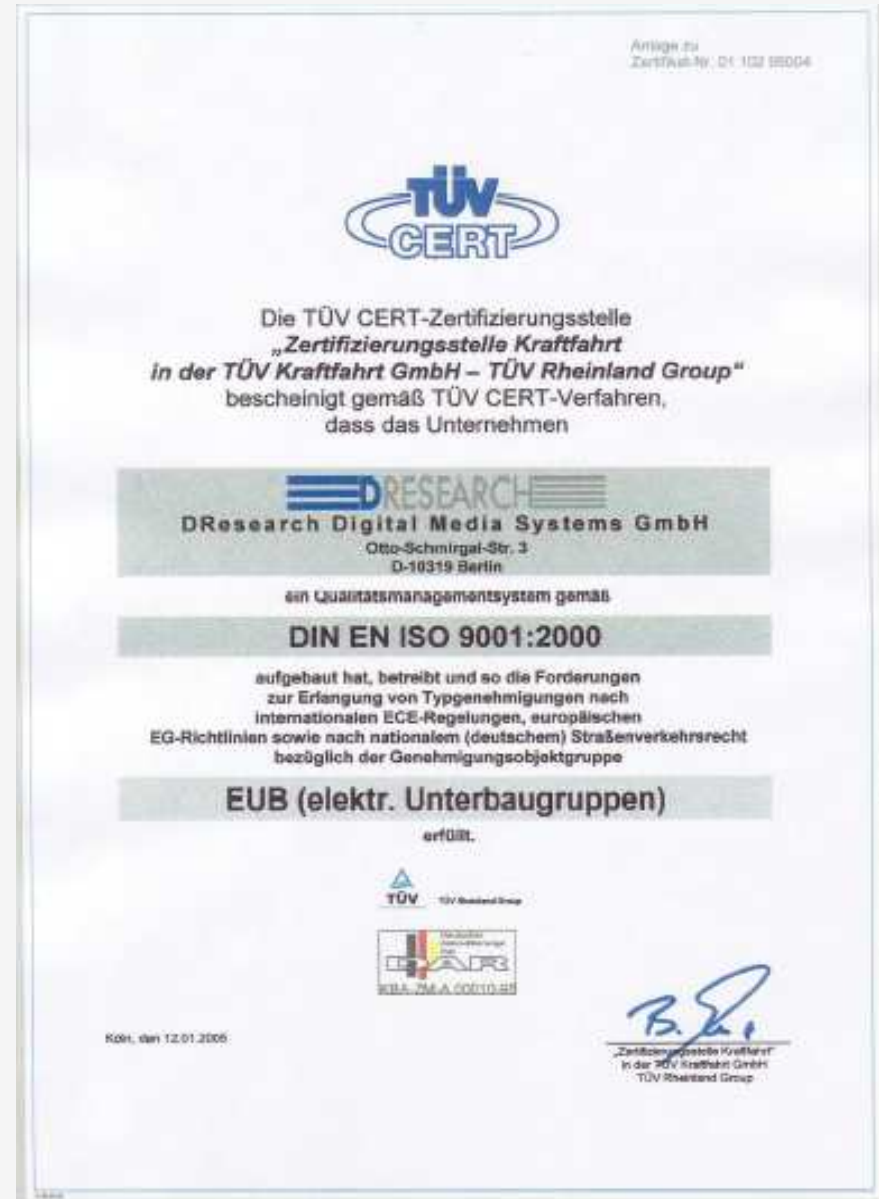 Anlage zu
Zertifikat-Nr. 01 102
TÜV
CERT
Die TÜV CERT-Zertifizierungsstelle
„Zertifizierungsstelle Kraftfahrt
in der TÜV Kraftfahrt GmbH – TÜV Rheinland Group“
bescheinigt gemäß TÜV CERT-Verfahren,
dass das Unternehmen
DRESEARCH
DResearch Digital Media Systems GmbH
Otto-Schmirgal-Str. 3
D-10319 Berlin
ein Qualitätsmanagementsystem gemäß
DIN EN ISO 9001:2000
aufgebaut hat, betreibt und so die Forderungen
zur Erlangung von Typgenehmigungen nach
internationalen ECE-Regelungen, europäischen
EG-Richtlinien sowie nach nationalem (deutschem) Straßenverkehrsrecht
bezüglich der Genehmigungsobjektgruppe
EUB (elektr. Unterbaugruppen)
erfüllt.
TÜV TÜV Rheinland Group
DAR
KBA-ZM-A 00010-95
Köln, den
„Zertifizierungsstelle Kraftfahrt“
in der TÜV Kraftfahrt GmbH
TÜV Rheinland Group